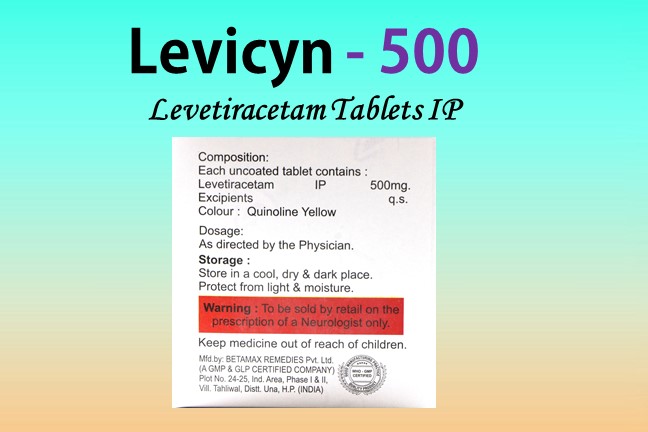 Levicyn - 500
Levetiracetam Tablets IP
Composition:
Each uncoated tablet contains :
Levetiracetam IP 500mg.
Excipients q.s.
Colour : Quinoline Yellow
Dosage:
As directed by the Physician.
Storage :
Store in a cool, dry & dark place.
Protect from light & moisture.
Warning : To be sold by retail on the
prescription of a Neurologist only.
Keep medicine out of reach of children.
Mfd.by: BETAMAX REMEDIES Pvt. Ltd.
(A GMP & GLP CERTIFIED COMPANY)
Plot No. 24-25, Ind. Area, Phase I & II,
Vill. Tahliwal, Distt. Una, H.P. (INDIA)
WHO - GMP
CERTIFIED